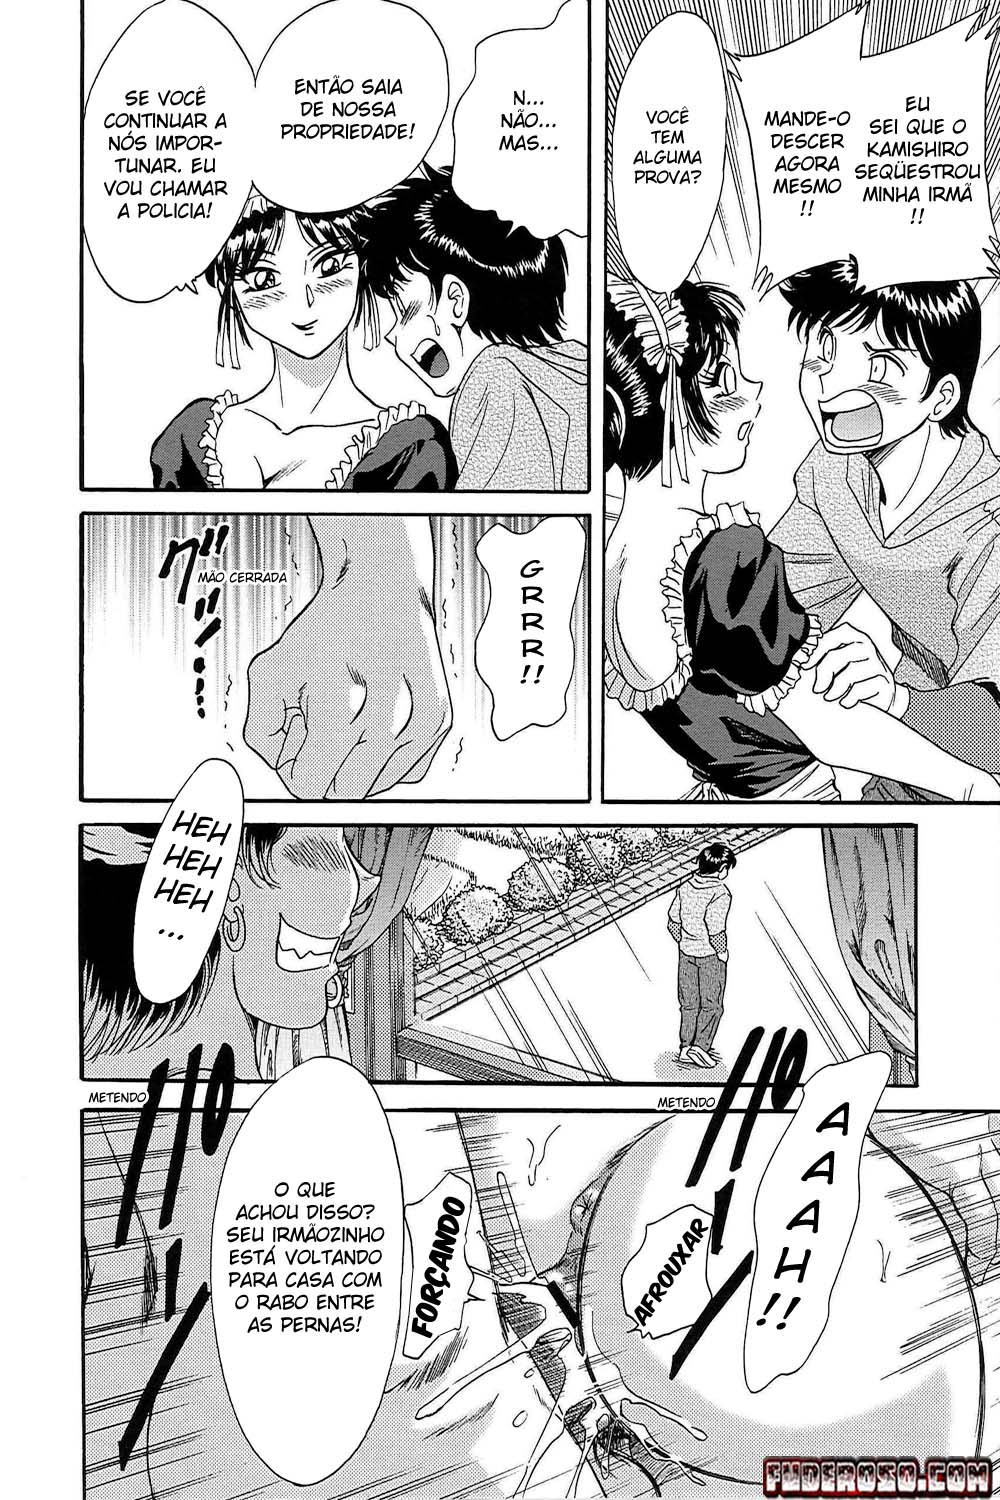 EU
SEI QUE O
KAMISHIRO
SEQÜESTROU
MINHA IRMÃ
!!
MANDE-O
DESCER
AGORA
MESMO
!!
VOCÊ
TEM
ALGUMA
PROVA?
N...
NÃO...
MAS...
ENTÃO SAIA
DE NOSSA
PROPRIEDADE!
SE VOCÊ
CONTINUAR A
NÓS IMPOR-
TUNAR. EU
VOU CHAMAR
A POLICIA!
GRRR!!
グッ
MÃO CERRADA
HEH
HEH
HEH
...
METENDO
METENDO
AAAH!!
AFROUXAR
FORÇANDO
O QUE
ACHOU DISSO?
SEU IRMÃOZINHO
ESTÁ VOLTANDO
PARA CASA COM
O RABO ENTRE
AS PERNAS!
FUDEROSO.COM